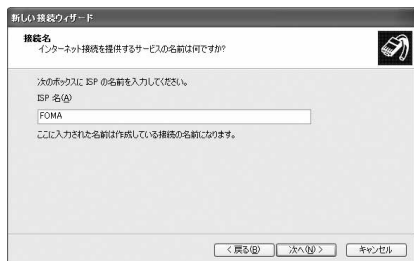 新しい接続ウィザード
接続名
インターネット接続を提供するサービスの名前は何ですか?
次のボックスに ISP の名前を入力してください。
ISP 名(A)
FOMA
ここに入力された名前は作成している接続の名前になります。
< 戻る(B)
次へ(N) >
キャンセル